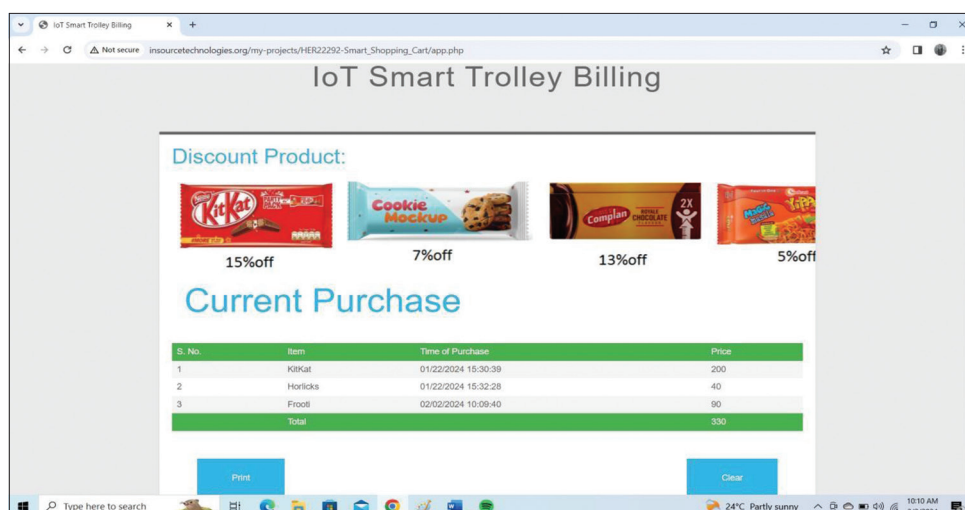 IoT Smart Trolley Billing
Not secure insourcetechnologies.org/my-projects/HER22292-Smart_Shopping_Cart/app.php
IoT Smart Trolley Billing
Discount Product:
KitKat
Cookie
Mockup
Complan ROYALE CHOCOLATE 2X
YiPPee
15%off 7%off 13%off 5%off
Current Purchase
S. No. Item Time of Purchase Price
1 KitKat 01/22/2024 15:30:39 200
2 Horlicks 01/22/2024 15:32:28 40
3 Frooti 02/02/2024 10:09:40 90
Total 330
Print Clear
Type here to search 24°C Partly sunny 10:10 AM